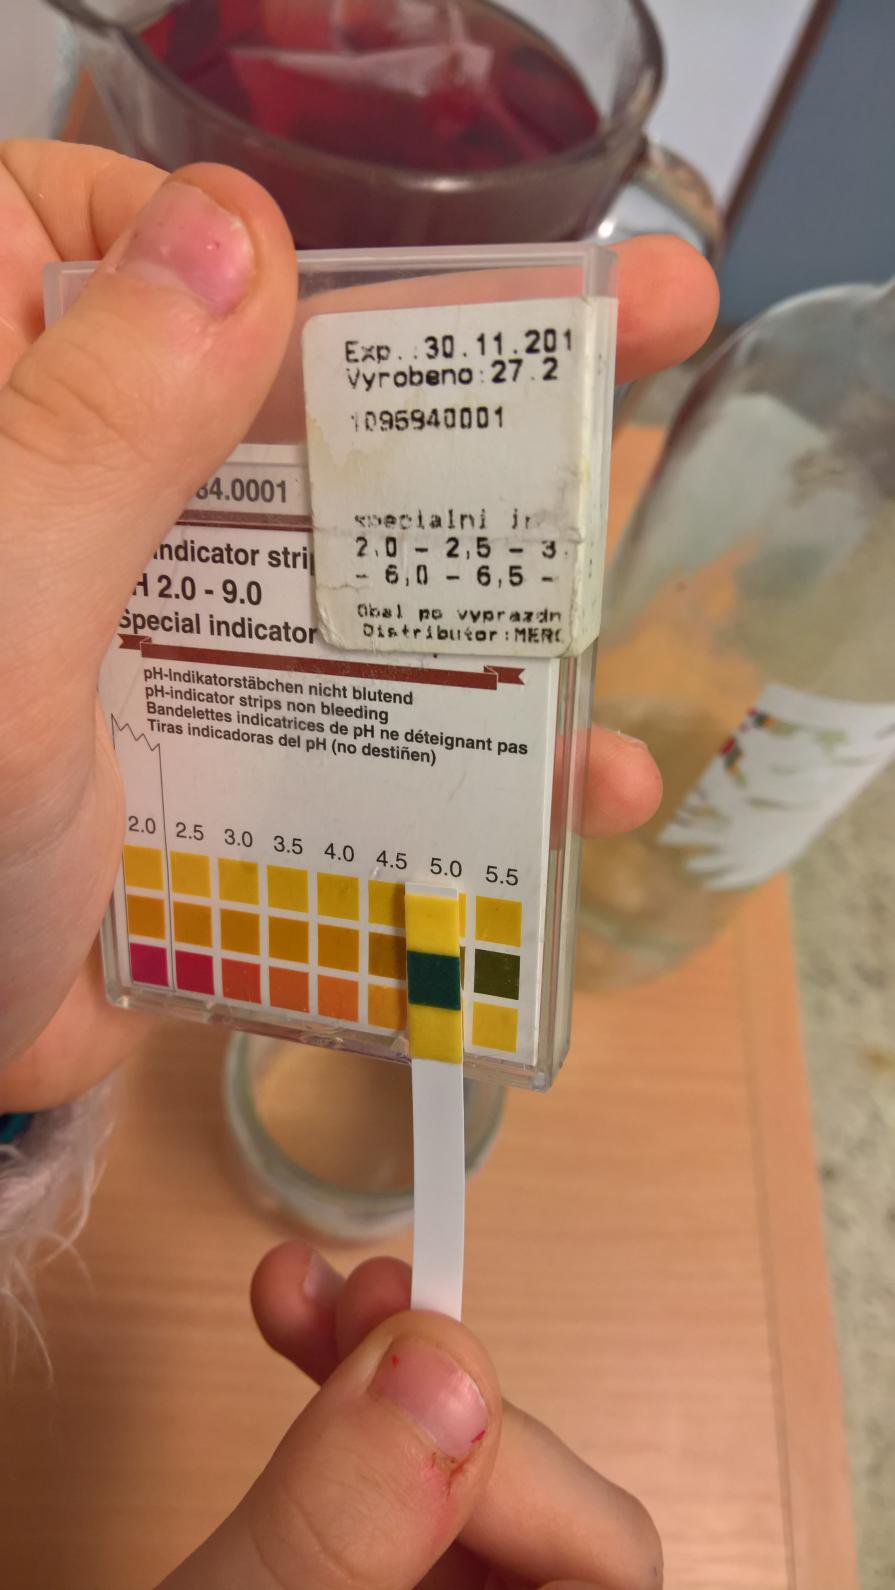 Exp.:30.11.201
Vyrobeno:27.2
1095840001
specialni
2,0 - 2,5 - 3.
- 6,0 - 6,5 -
Obal po vyprazdn
Distributor:MERC
84.0001
indicator strip
H 2.0 - 9.0
Special indicator
pH-Indikatorstäbchen nicht blutend
pH-indicator strips non bleeding
Bandelettes indicatrices de pH ne déteignant pas
Tiras indicadoras del pH (no destiñen)
2.0 2.5 3.0 3.5 4.0 4.5 5.0 5.5